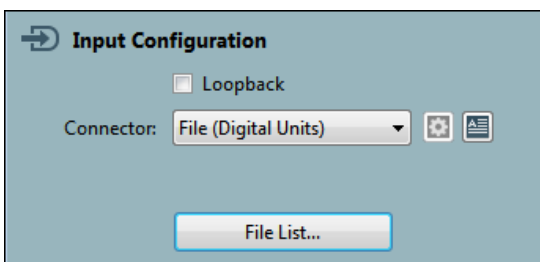 Input Configuration
Loopback
Connector: File (Digital Units)
File List...